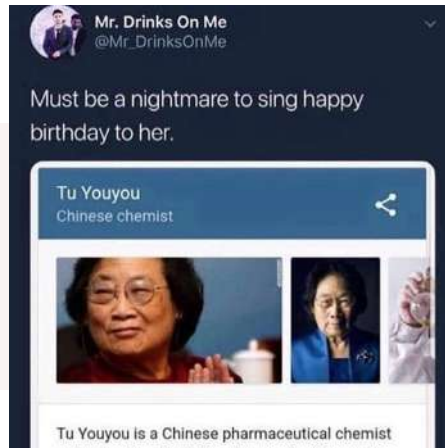 Mr. Drinks On Me
@Mr_DrinksOnMe
Must be a nightmare to sing happy
birthday to her.
Tu Youyou
Chinese chemist
Tu Youyou is a Chinese pharmaceutical chemist